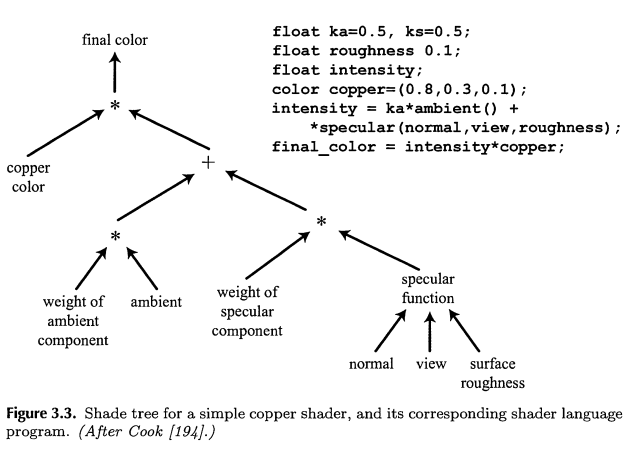 final color
*
copper
color
+
*
*
weight of
ambient
component
ambient
weight of
specular
component
specular
function
normal
view
surface
roughness
float ka=0.5, ks=0.5;
float roughness 0.1;
float intensity;
color copper=(0.8,0.3,0.1);
intensity = ka*ambient() +
*specular(normal,view,roughness);
final_color = intensity*copper;
Figure 3.3. Shade tree for a simple copper shader, and its corresponding shader language
program. (After Cook [194].)